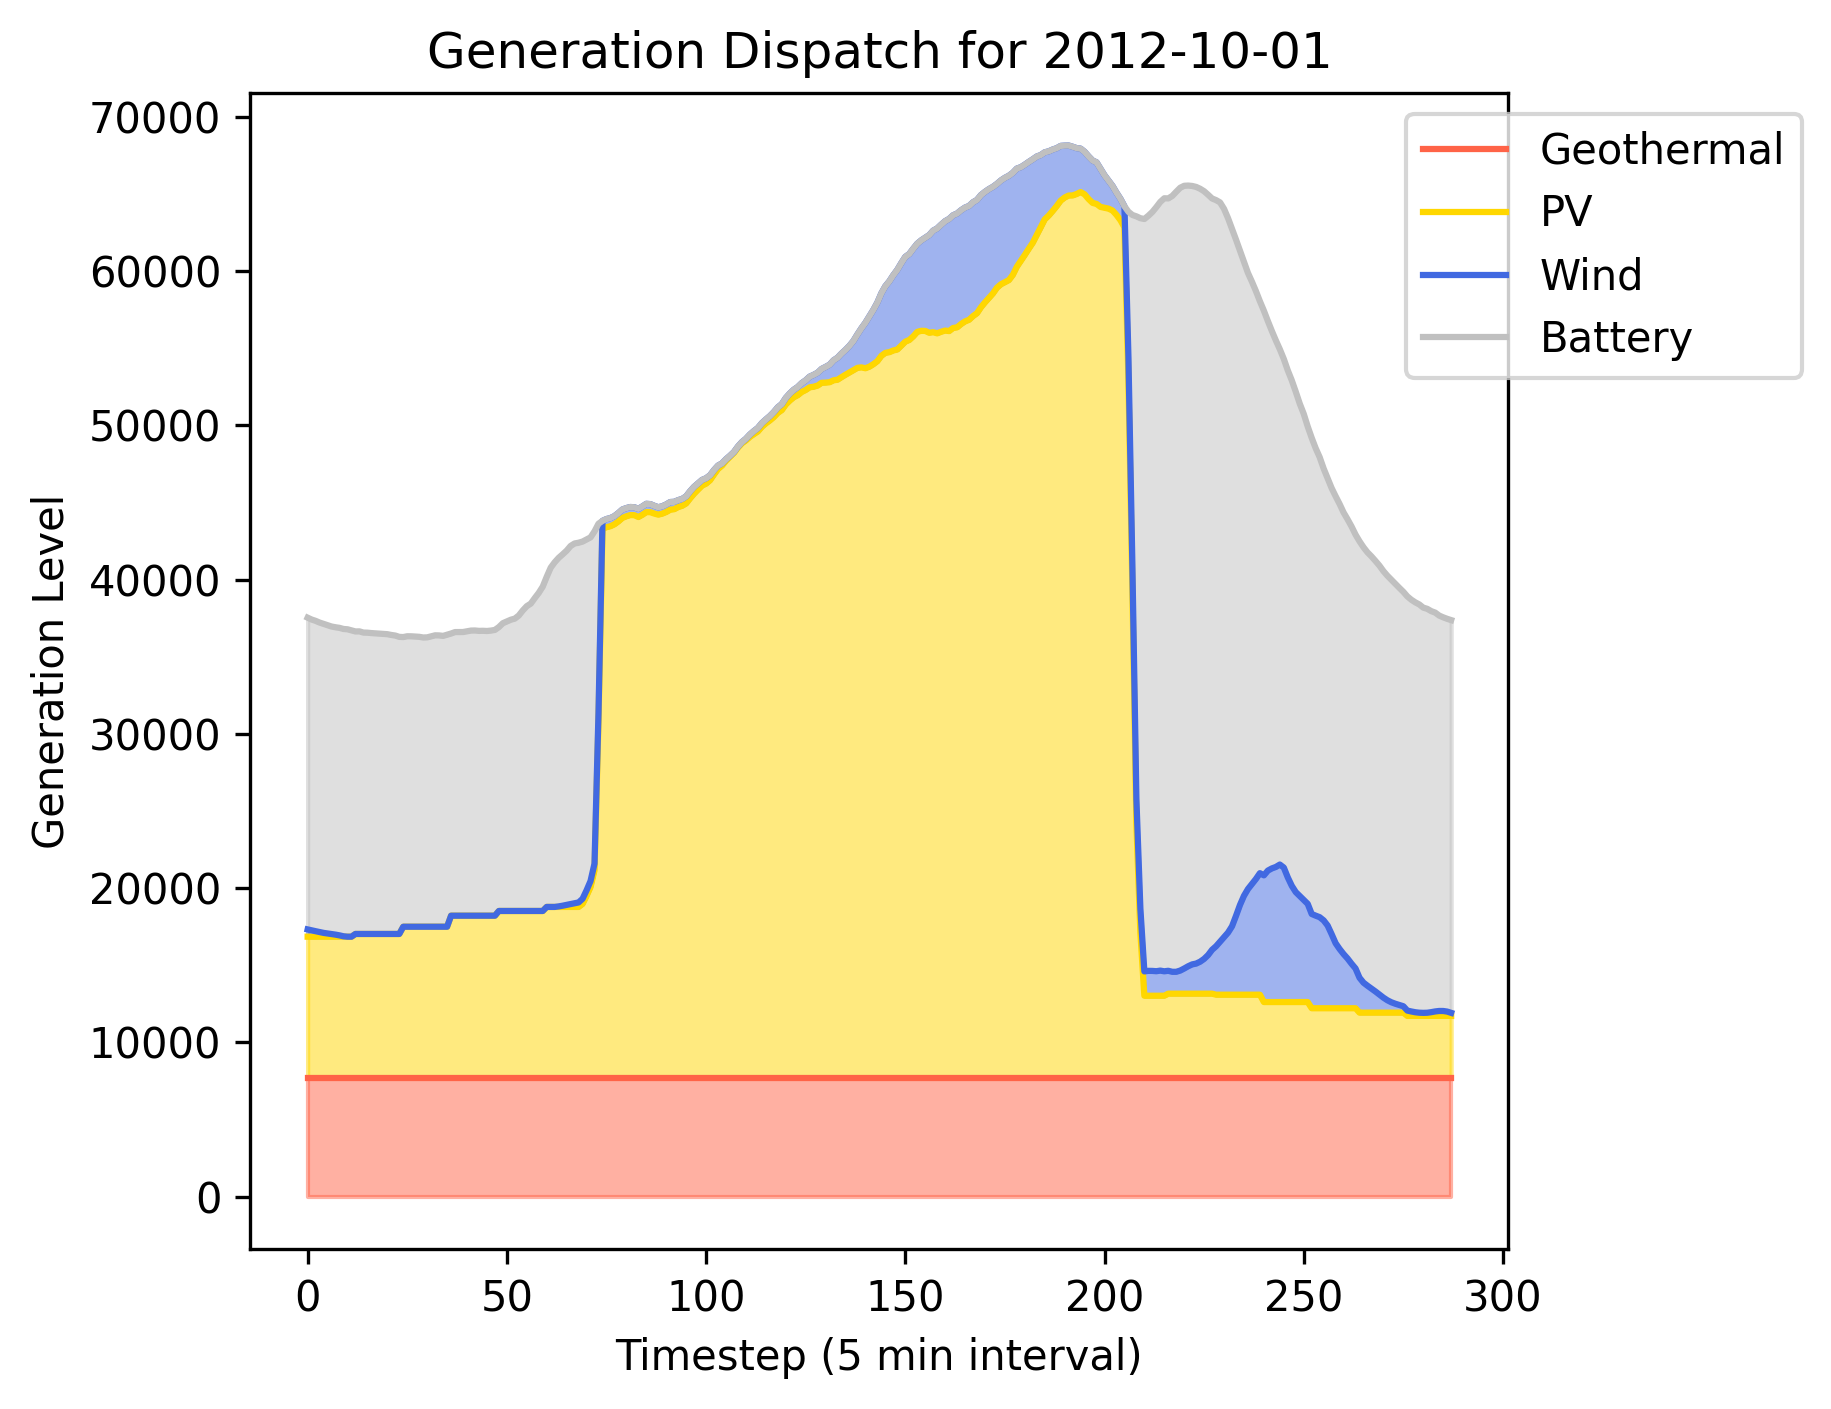 Generation Dispatch for 2012-10-01
70000
60000
50000
40000
30000
20000
10000
0
Generation Level
0 50 100 150 200 250 300
Timestep (5 min interval)
Geothermal
PV
Wind
Battery